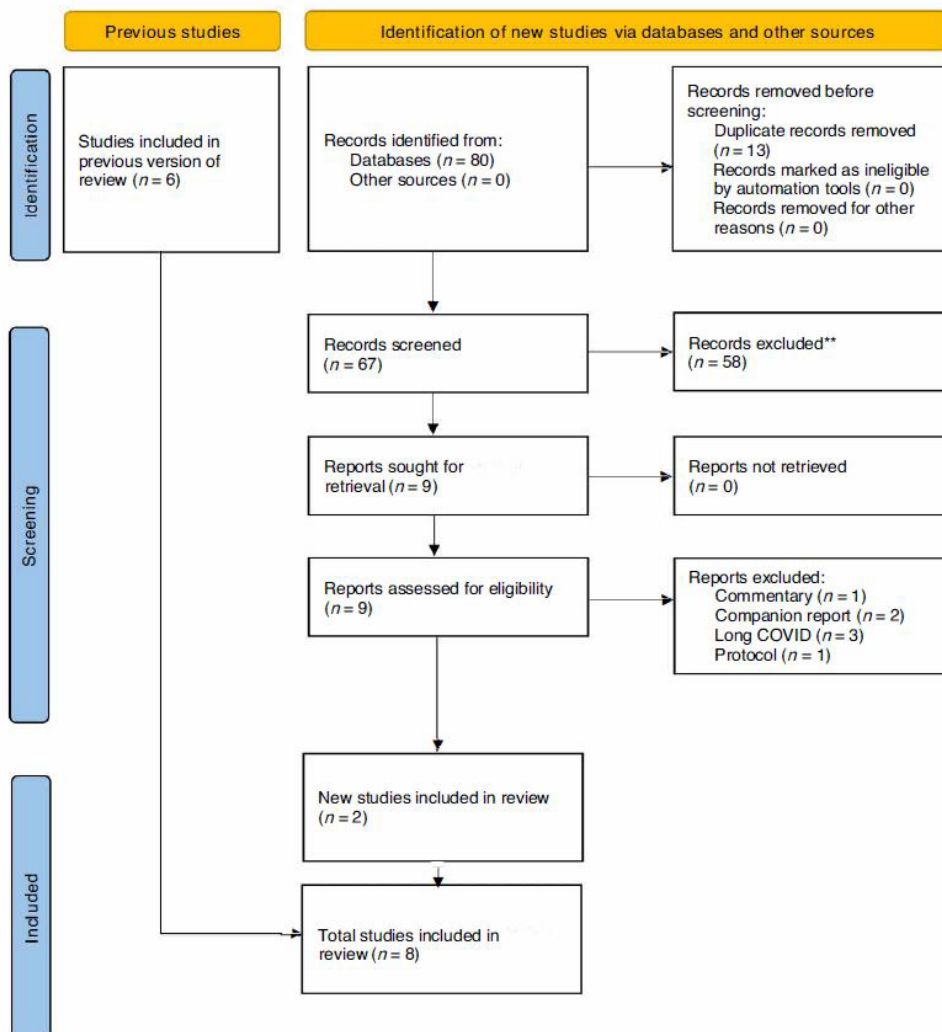 Previous studies
Identification of new studies via databases and other sources
Identification
Studies included in
previous version of
review (n = 6)
Records identified from:
Databases (n = 80)
Other sources (n = 0)
Records removed before
screening:
Duplicate records removed
(n = 13)
Records marked as ineligible
by automation tools (n = 0)
Records removed for other
reasons (n = 0)
Screening
Records screened
(n = 67)
Records excluded**
(n = 58)
Reports sought for
retrieval (n = 9)
Reports not retrieved
(n = 0)
Reports assessed for eligibility
(n = 9)
Reports excluded:
Commentary (n = 1)
Companion report (n = 2)
Long COVID (n = 3)
Protocol (n = 1)
Included
New studies included in review
(n = 2)
Total studies included in
review (n = 8)